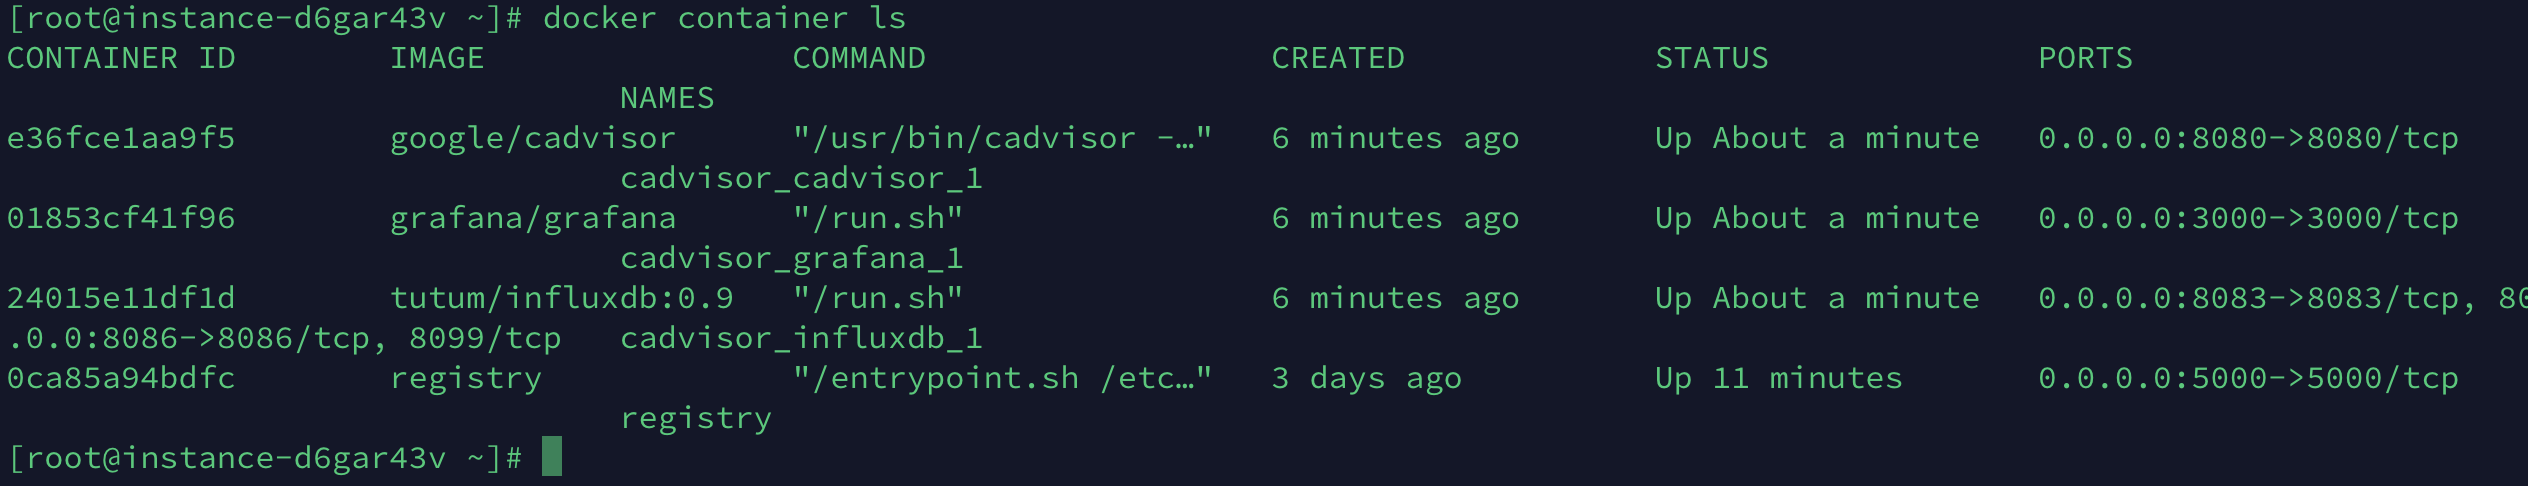 [root@instance-d6gar43v ~]# docker container ls
CONTAINER ID        IMAGE                COMMAND                  CREATED             STATUS              PORTS
                                NAMES
e36fce1aa9f5        google/cadvisor      "/usr/bin/cadvisor -…"   6 minutes ago       Up About a minute   0.0.0.0:8080->8080/tcp
                                cadvisor_cadvisor_1
01853cf41f96        grafana/grafana      "/run.sh"                6 minutes ago       Up About a minute   0.0.0.0:3000->3000/tcp
                                cadvisor_grafana_1
24015e11df1d        tutum/influxdb:0.9   "/run.sh"                6 minutes ago       Up About a minute   0.0.0.0:8083->8083/tcp, 80
.0.0:8086->8086/tcp, 8099/tcp   cadvisor_influxdb_1
0ca85a94bdfc        registry             "/entrypoint.sh /etc…"   3 days ago          Up 11 minutes       0.0.0.0:5000->5000/tcp
                                registry
[root@instance-d6gar43v ~]#